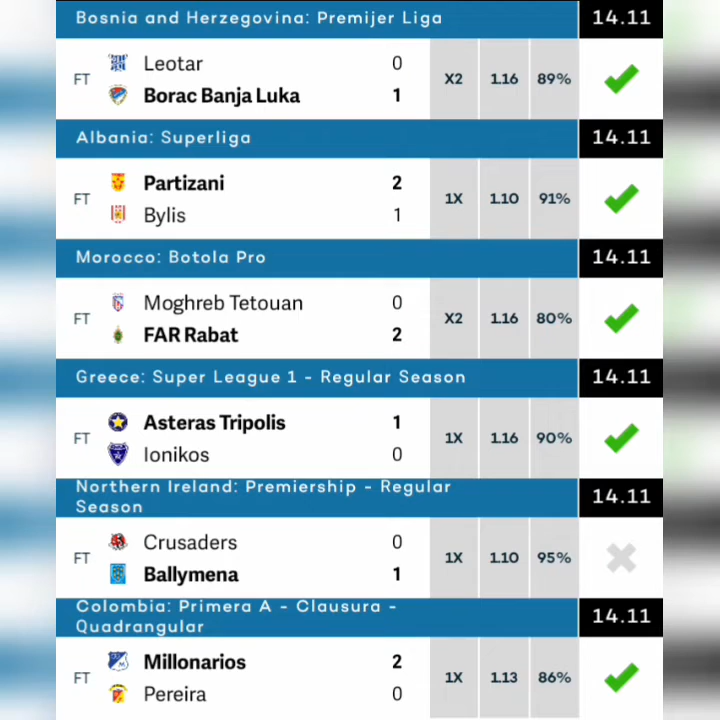 Bosnia and Herzegovina: Premijer Liga 14.11
FT Leotar 0 X2 1.16 89%
Borac Banja Luka 1
Albania: Superliga 14.11
FT Partizani 2 1X 1.10 91%
Bylis 1
Morocco: Botola Pro 14.11
FT Moghreb Tetouan 0 X2 1.16 80%
FAR Rabat 2
Greece: Super League 1 - Regular Season 14.11
FT Asteras Tripolis 1 1X 1.16 90%
Ionikos 0
Northern Ireland: Premiership - Regular
Season 14.11
FT Crusaders 0 1X 1.10 95%
Ballymena 1
Colombia: Primera A - Clausura -
Quadrangular 14.11
FT Millonarios 2 1X 1.13 86%
Pereira 0